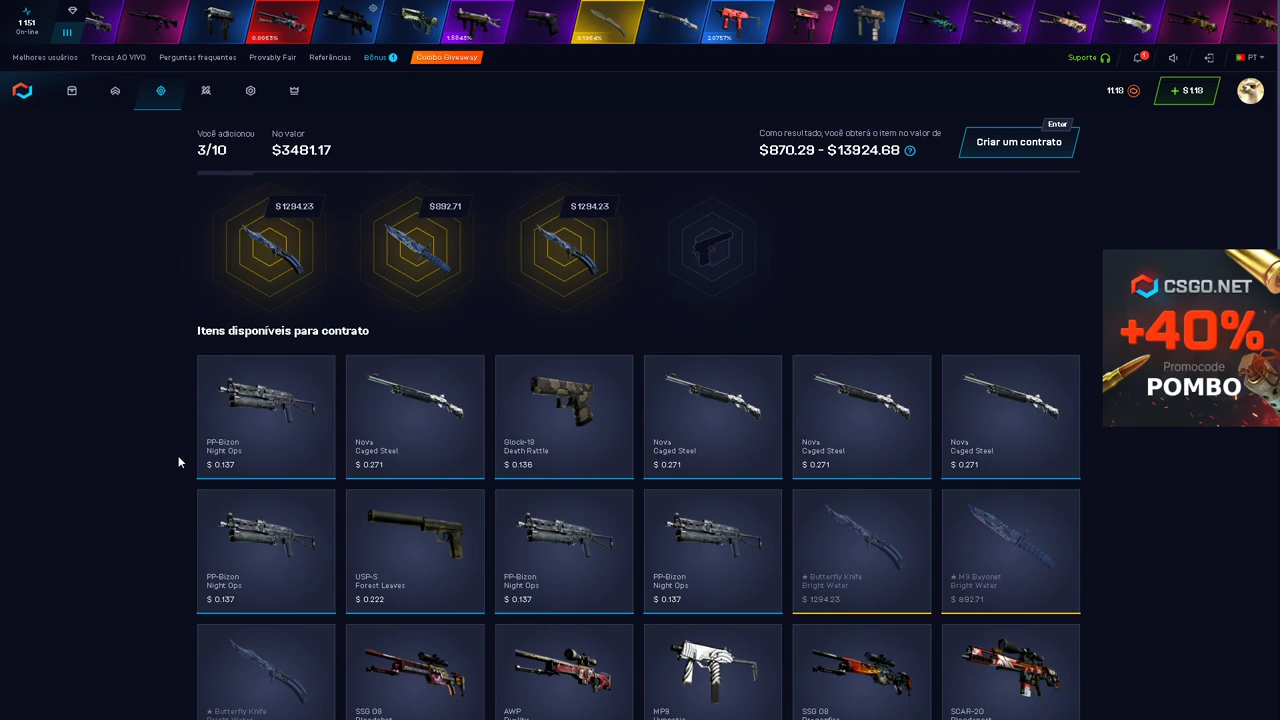 1 151
On-line
0.0063%
1.8843%
0.1964%
2.0757%
Melhores usuários
Trocas AO VIVO
Perguntas frequentes
Provably Fair
Referências
Bônus 1
Combo Giveaway
Suporte
1
PT
11.18
+ $ 1.18
Você adicionou
3/10
No valor
$3481.17
Como resultado, você obterá o item no valor de
$870.29 - $13924.68 ?
Enter
Criar um contrato
$ 1294.23
$ 892.71
$ 1294.23
Itens disponíveis para contrato
PP-Bizon
Night Ops
$ 0.137
Nova
Caged Steel
$ 0.271
Glock-18
Death Rattle
$ 0.136
Nova
Caged Steel
$ 0.271
Nova
Caged Steel
$ 0.271
Nova
Caged Steel
$ 0.271
PP-Bizon
Night Ops
$ 0.137
USP-S
Forest Leaves
$ 0.222
PP-Bizon
Night Ops
$ 0.137
PP-Bizon
Night Ops
$ 0.137
★ Butterfly Knife
Bright Water
$ 1294.23
★ M9 Bayonet
Bright Water
$ 892.71
★ Butterfly Knife
SSG 08
AWP
MP9
SSG 08
SCAR-20
CSGO.NET
+40%
Promocode
POMBO